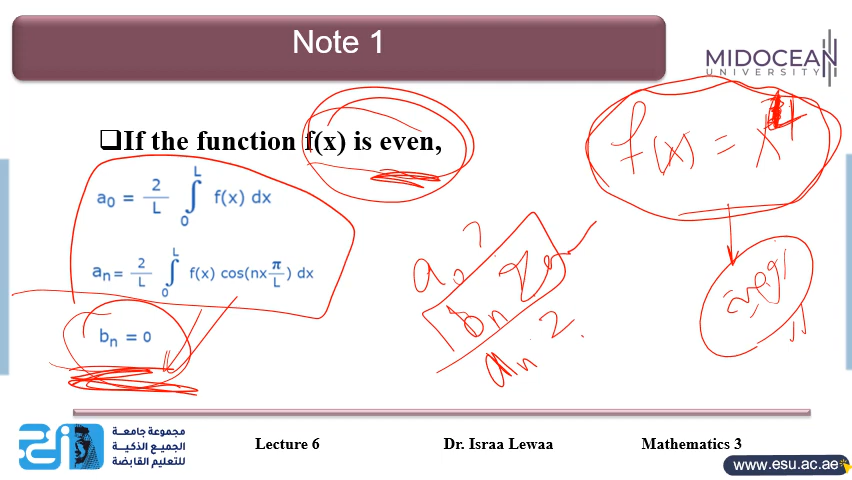 Note 1
MIDOCEAN
UNIVERSITY
❑If the function f(x) is even,
a₀ = 2/L ∫₀ᴸ f(x) dx
aₙ = 2/L ∫₀ᴸ f(x) cos(nx π/L) dx
bₙ = 0
f(x) = x
a₀ ?
bₙ
aₙ
مجموعة جامعة
الجميع الذكية
للتعليم القابضة
Lecture 6
Dr. Israa Lewaa
Mathematics 3
www.esu.ac.ae